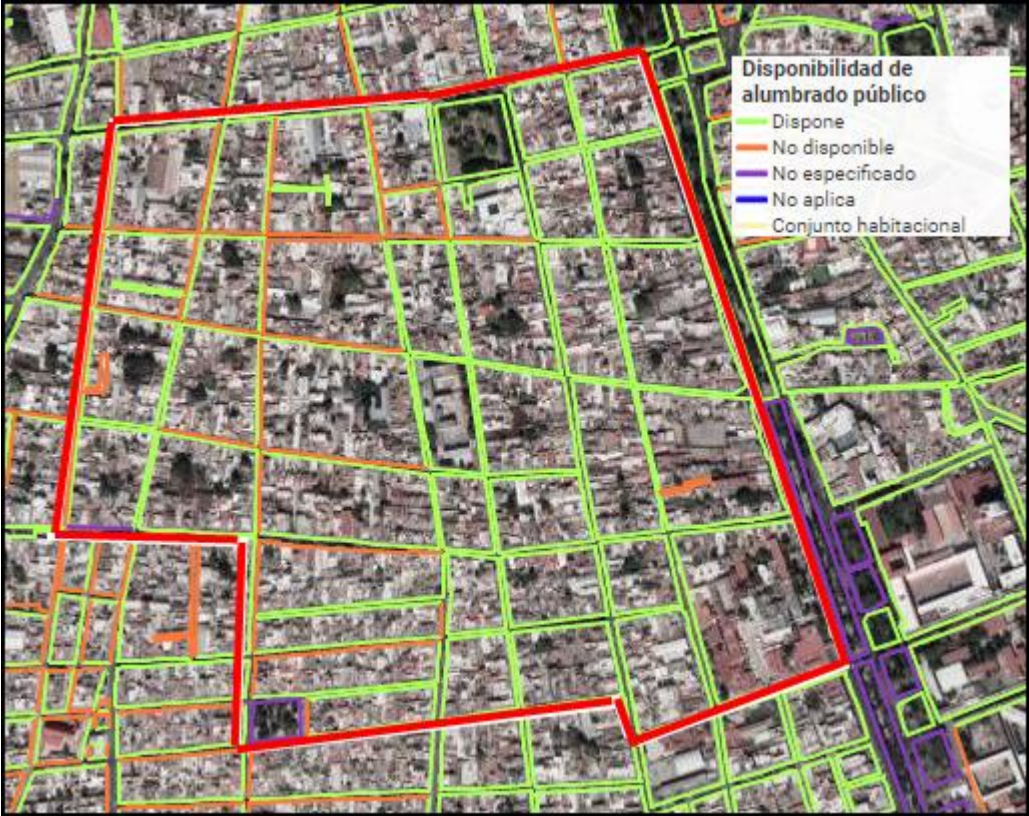 Disponibilidad de
alumbrado público
Dispone
No disponible
No especificado
No aplica
Conjunto habitacional